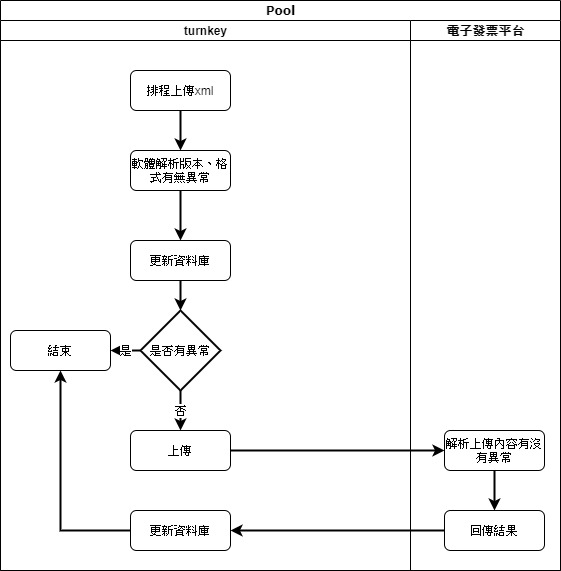 Pool
turnkey
電子發票平台
排程上傳xml
軟體解析版本、格
式有無異常
更新資料庫
是否有異常
是
結束
否
上傳
解析上傳內容有沒
有異常
更新資料庫
回傳結果